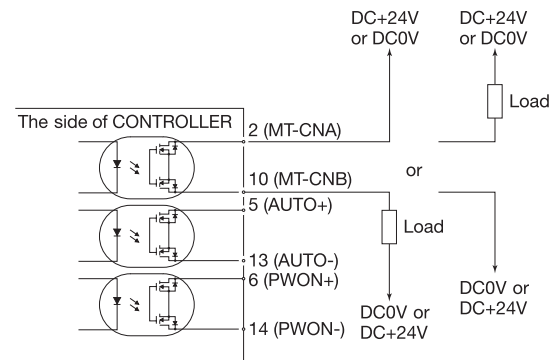 DC+24V
or DC0V
DC+24V
or DC0V
Load
The side of CONTROLLER
2 (MT-CNA)
or
10 (MT-CNB)
5 (AUTO+)
Load
13 (AUTO-)
6 (PWON+)
DC0V or
DC+24V
DC0V or
DC+24V
14 (PWON-)